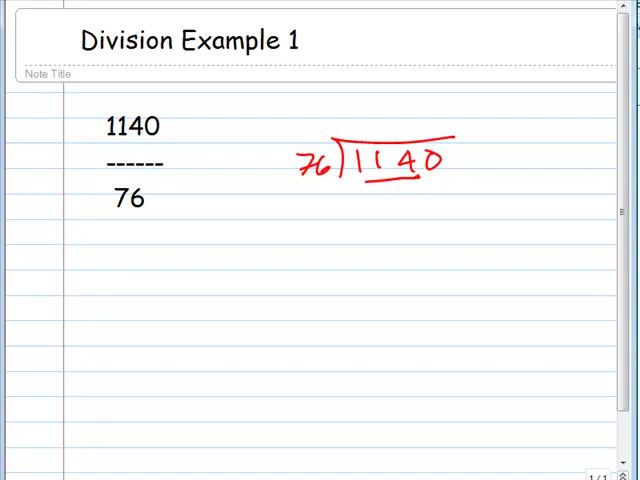 Division Example 1
Note Title
1140
------
76
76)1140
1/1